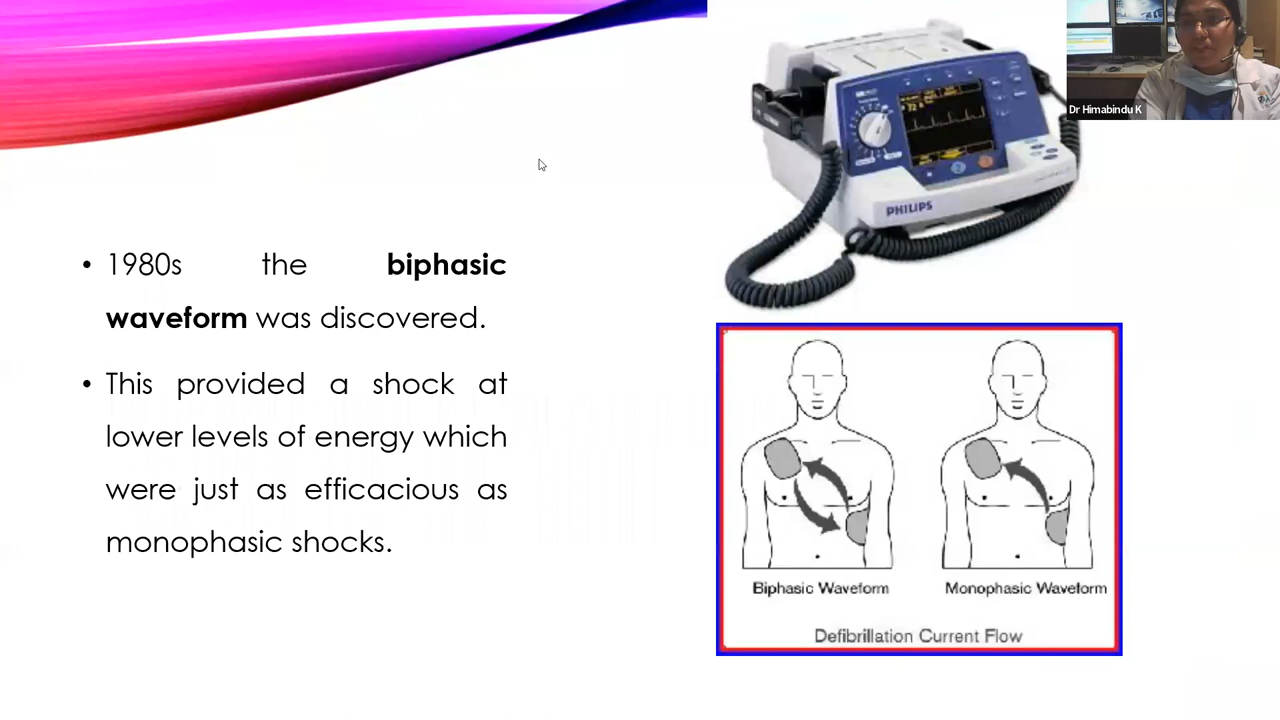 Dr Himabindu K
PHILIPS
• 1980s the biphasic
waveform was discovered.
• This provided a shock at
lower levels of energy which
were just as efficacious as
monophasic shocks.
Biphasic Waveform
Monophasic Waveform
Defibrillation Current Flow